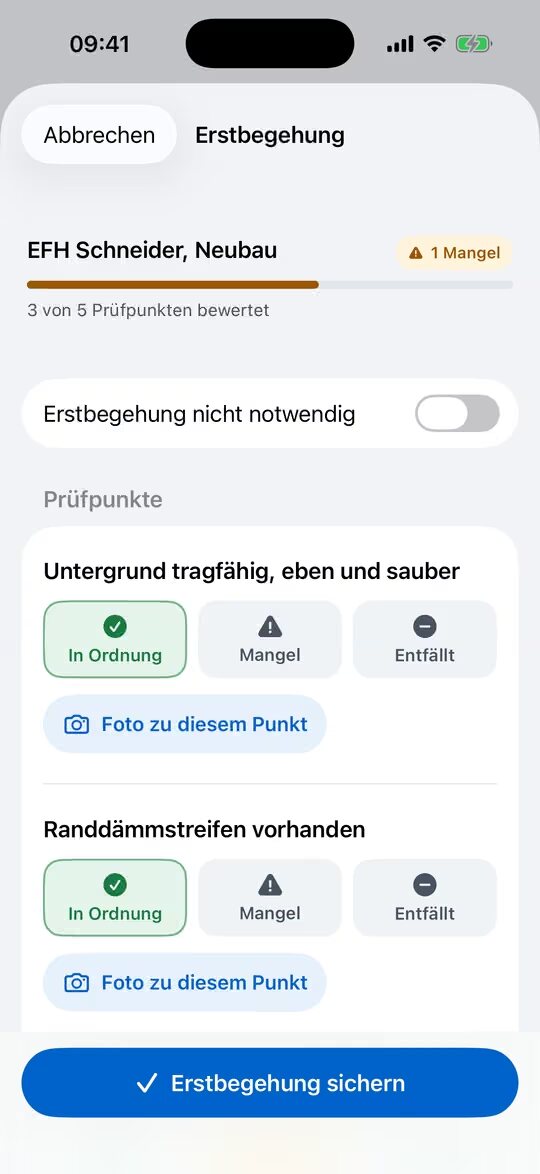 09:41
Abbrechen
Erstbegehung
EFH Schneider, Neubau
1 Mangel
3 von 5 Prüfpunkten bewertet
Erstbegehung nicht notwendig
Prüfpunkte
Untergrund tragfähig, eben und sauber
In Ordnung
Mangel
Entfällt
Foto zu diesem Punkt
Randdämmstreifen vorhanden
In Ordnung
Mangel
Entfällt
Foto zu diesem Punkt
Erstbegehung sichern